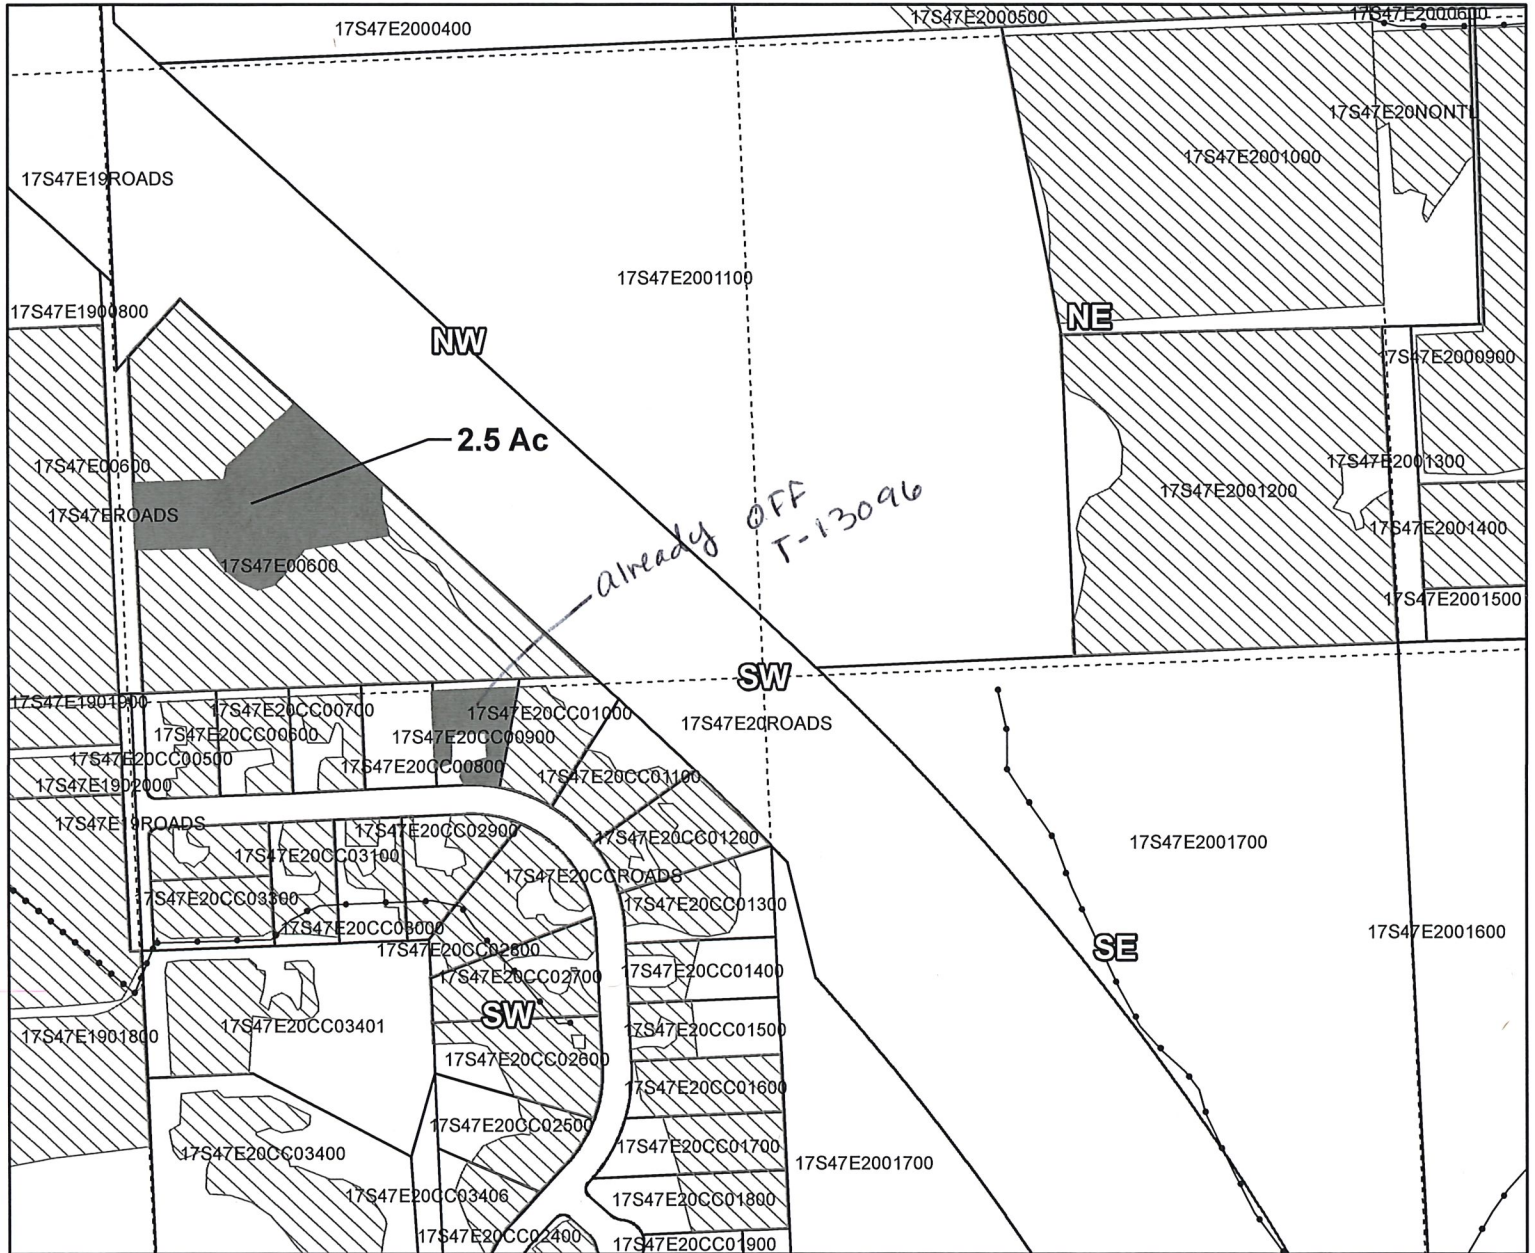 17S47E2000400
17S47E2000500
17S47E2000600
17S47E20NONTL
17S47E2001000
17S47E19ROADS
17S47E2001100
17S47E1900800
NW
NE
17S47E2000900
2.5 Ac
17S47E00600
17S47E2001300
17S47E2001200
17S47EROADS
17S47E2001400
already OFF
T-13096
17S47E00600
17S47E2001500
SW
17S47E1901900
17S47E20CC00700
17S47E20CC01000
17S47E20ROADS
17S47E20CC00600
17S47E20CC00900
17S47E20CC00500
17S47E20CC00800
17S47E20CC01100
17S47E1902000
17S47E19ROADS
17S47E20CC02900
17S47E20CC01200
17S47E2001700
17S47E20CC03100
17S47E20CCROADS
17S47E20CC03300
17S47E20CC01300
17S47E20CC03000
17S47E2001600
17S47E20CC02800
SE
17S47E20CC02700
17S47E20CC01400
SW
17S47E20CC03401
17S47E20CC01500
17S47E1901800
17S47E20CC02600
17S47E20CC01600
17S47E20CC02500
17S47E20CC01700
17S47E20CC03400
17S47E2001700
17S47E20CC03406
17S47E20CC01800
17S47E20CC02400
17S47E20CC01900